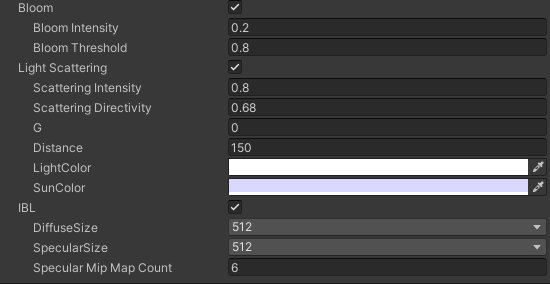 Bloom
Bloom Intensity 0.2
Bloom Threshold 0.8
Light Scattering
Scattering Intensity 0.8
Scattering Directivity 0.68
G 0
Distance 150
LightColor
SunColor
IBL
DiffuseSize 512
SpecularSize 512
Specular Mip Map Count 6